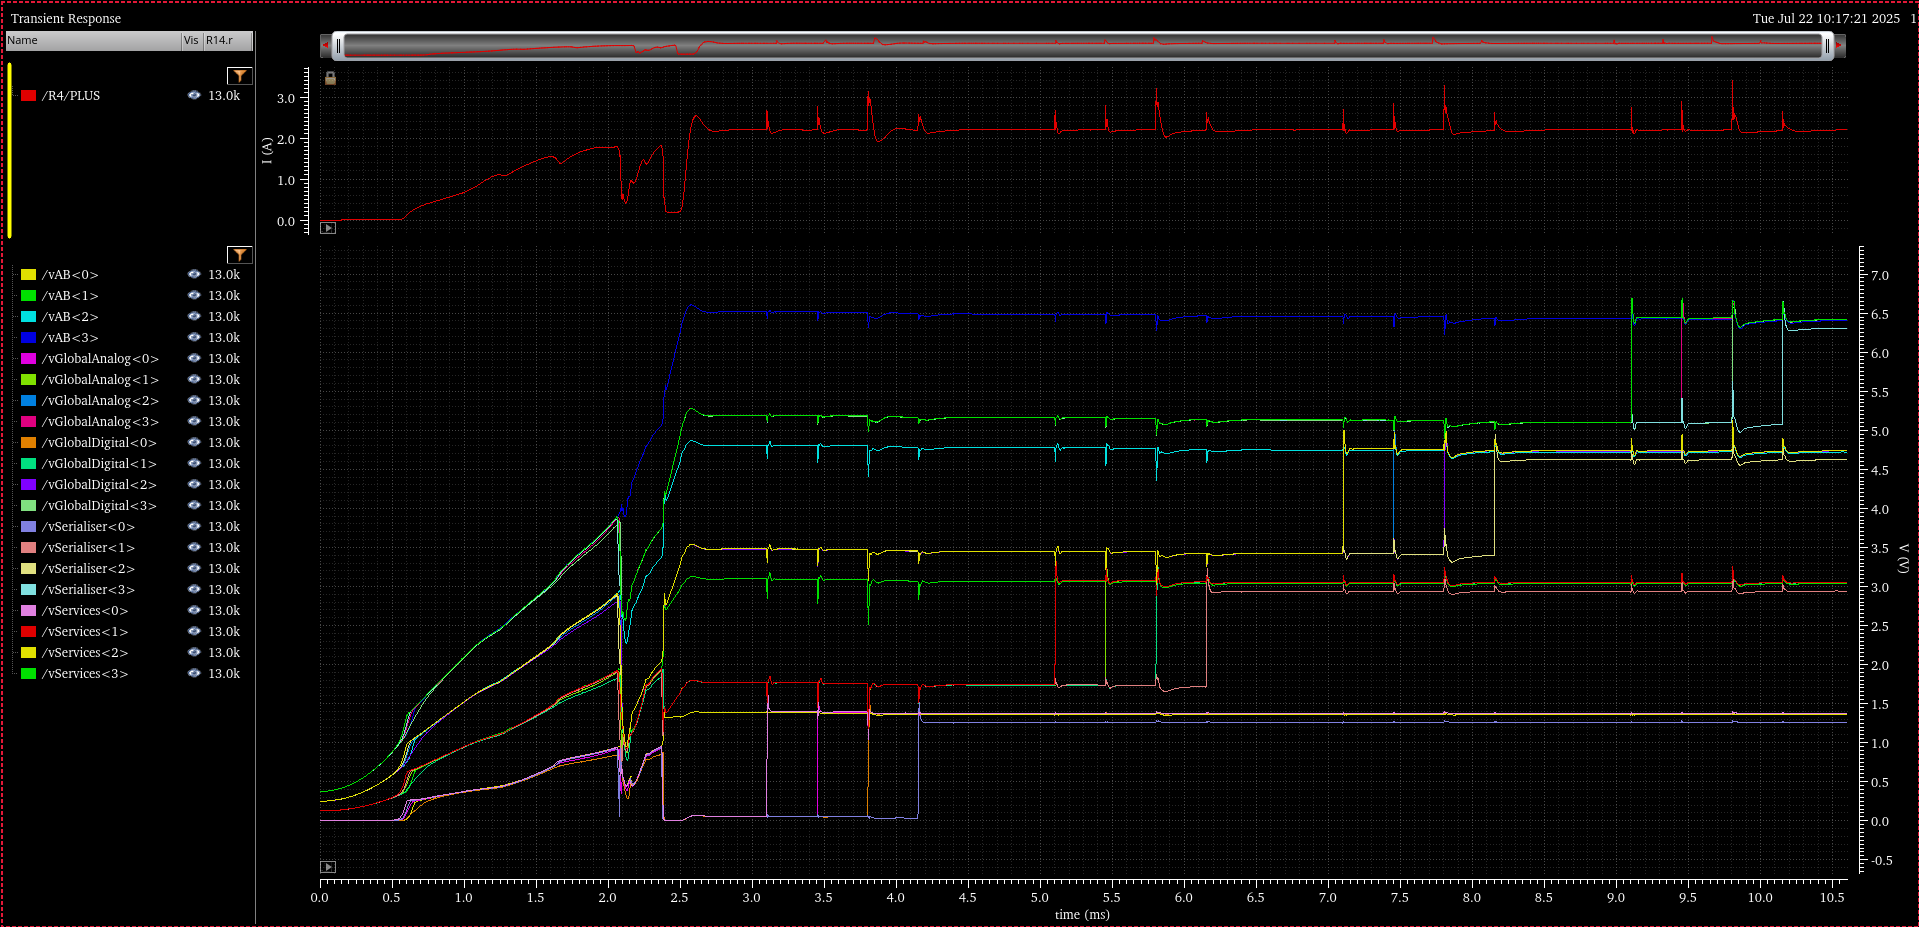 Transient Response
Tue Jul 22 10:17:21 2025 1
Name Vis R14.r
/R4/PLUS 13.0k
/vAB<0> 13.0k
/vAB<1> 13.0k
/vAB<2> 13.0k
/vAB<3> 13.0k
/vGlobalAnalog<0> 13.0k
/vGlobalAnalog<1> 13.0k
/vGlobalAnalog<2> 13.0k
/vGlobalAnalog<3> 13.0k
/vGlobalDigital<0> 13.0k
/vGlobalDigital<1> 13.0k
/vGlobalDigital<2> 13.0k
/vGlobalDigital<3> 13.0k
/vSerialiser<0> 13.0k
/vSerialiser<1> 13.0k
/vSerialiser<2> 13.0k
/vSerialiser<3> 13.0k
/vServices<0> 13.0k
/vServices<1> 13.0k
/vServices<2> 13.0k
/vServices<3> 13.0k
3.0
2.0
1.0
0.0
I (A)
7.0
6.5
6.0
5.5
5.0
4.5
4.0
3.5
3.0
2.5
2.0
1.5
1.0
0.5
0.0
-0.5
V (V)
0.0 0.5 1.0 1.5 2.0 2.5 3.0 3.5 4.0 4.5 5.0 5.5 6.0 6.5 7.0 7.5 8.0 8.5 9.0 9.5 10.0 10.5
time (ms)